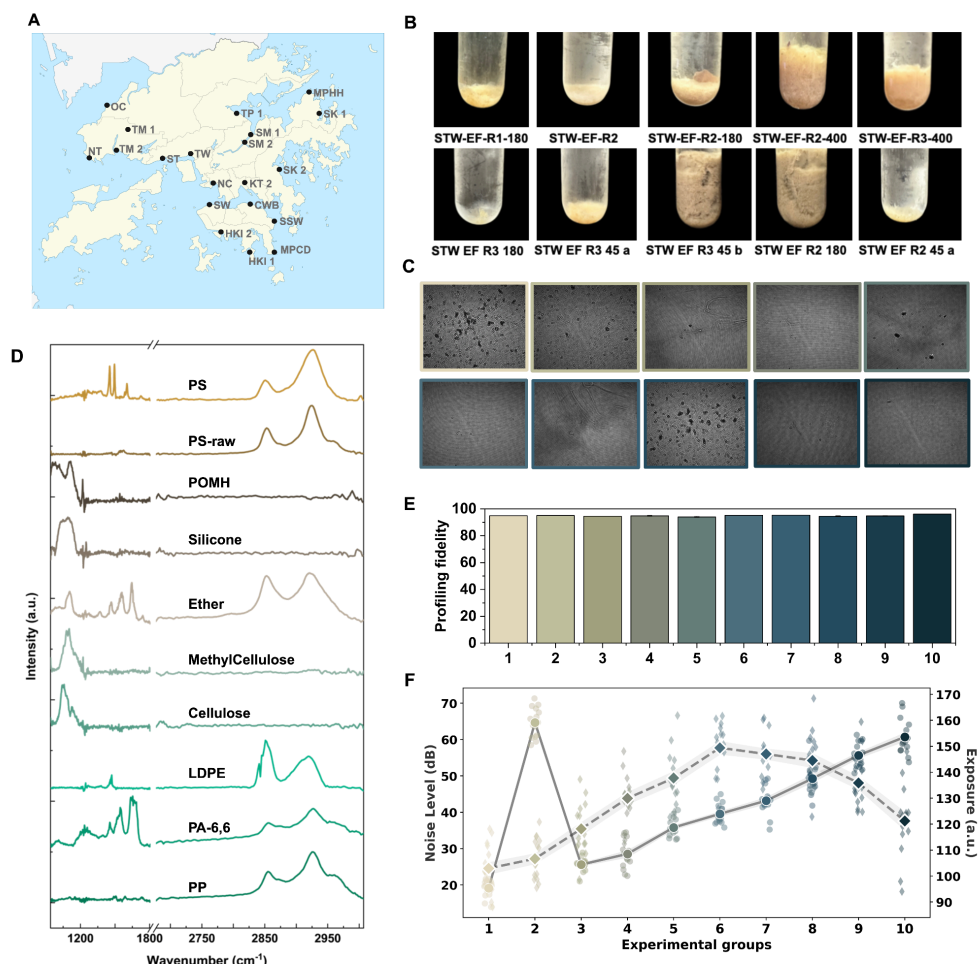 A
OC
TM 1
NT
TM 2
ST
TW
TP 1
SM 1
SM 2
MPHH
SK 1
SK 2
NC
KT 2
SW
CWB
SSW
HKI 2
HKI 1
MPCD
B
STW-EF-R1-180
STW-EF-R2
STW-EF-R2-180
STW-EF-R2-400
STW-EF-R3-400
STW EF R3 180
STW EF R3 45 a
STW EF R3 45 b
STW EF R2 180
STW EF R2 45 a
C
D
PS
PS-raw
POMH
Silicone
Ether
MethylCellulose
Cellulose
LDPE
PA-6,6
PP
Intensity (a.u.)
1200
1800
2750
2850
2950
Wavenumber (cm⁻¹)
E
Profiling fidelity
100
80
60
40
20
0
1 2 3 4 5 6 7 8 9 10
F
Noise Level (dB)
70
60
50
40
30
20
170
160
150
140
130
120
110
100
90
Exposure (a.u.)
1 2 3 4 5 6 7 8 9 10
Experimental groups